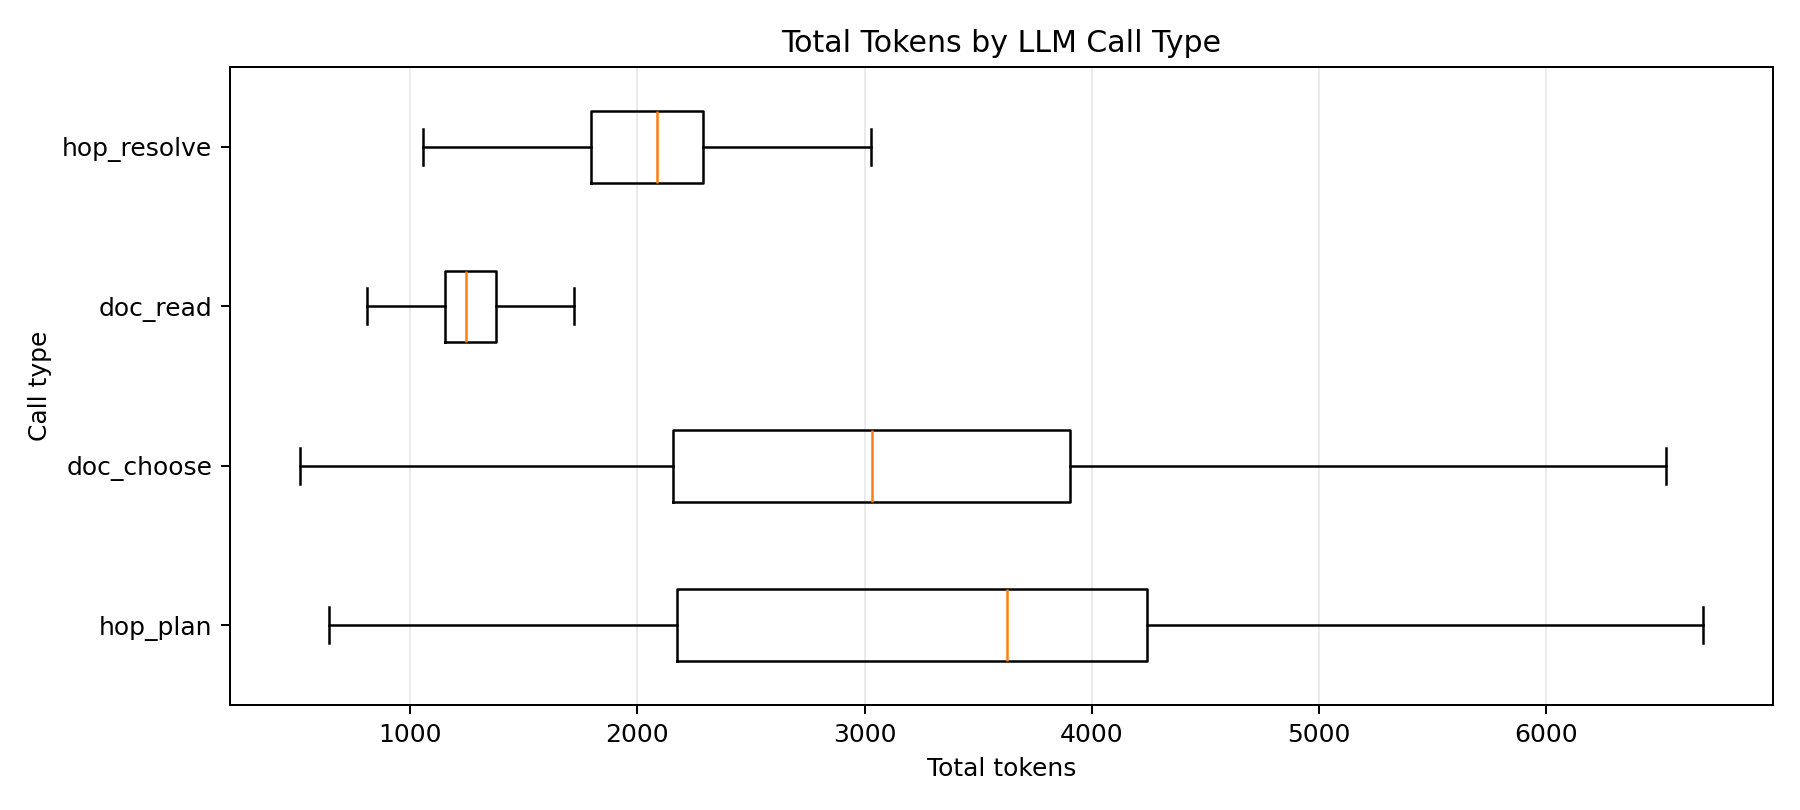 Total Tokens by LLM Call Type
Call type
hop_resolve
doc_read
doc_choose
hop_plan
1000 2000 3000 4000 5000 6000
Total tokens